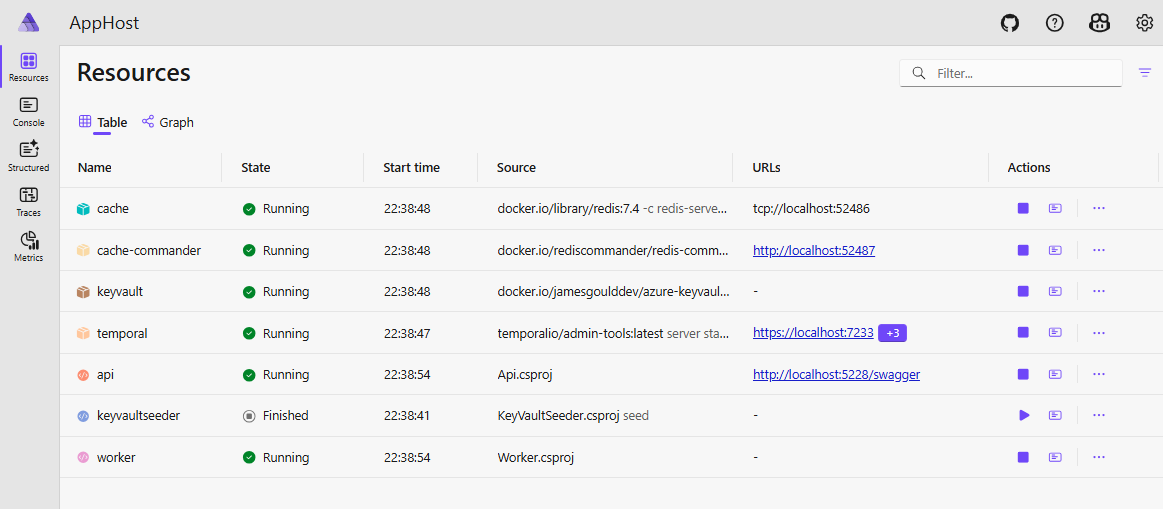 AppHost
Resources
Console
Structured
Traces
Metrics
Resources
Filter...
Table Graph
Name State Start time Source URLs Actions
cache Running 22:38:48 docker.io/library/redis:7.4 -c redis-serve... tcp://localhost:52486
cache-commander Running 22:38:48 docker.io/rediscommander/redis-comm... http://localhost:52487
keyvault Running 22:38:48 docker.io/jamesgoulddev/azure-keyvaul... -
temporal Running 22:38:47 temporalio/admin-tools:latest server sta... https://localhost:7233 +3
api Running 22:38:54 Api.csproj http://localhost:5228/swagger
keyvaultseeder Finished 22:38:41 KeyVaultSeeder.csproj seed -
worker Running 22:38:54 Worker.csproj -